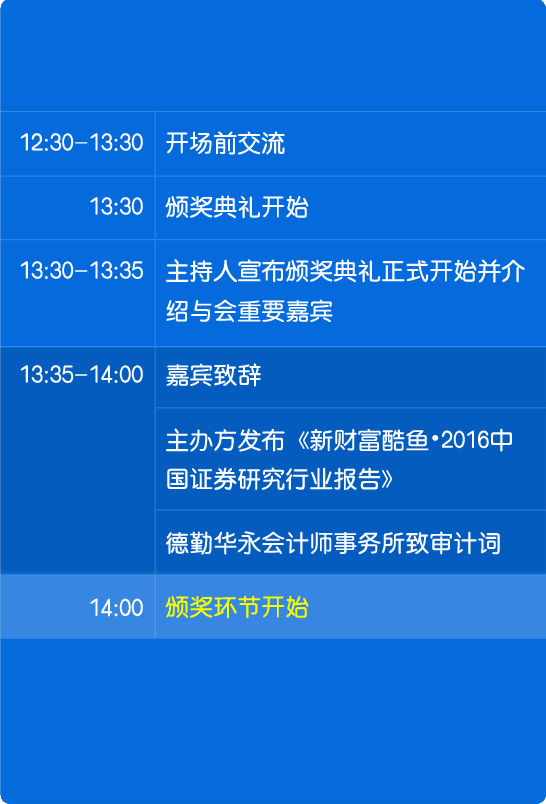 12:30-13:30 开场前交流
13:30 颁奖典礼开始
13:30-13:35 主持人宣布颁奖典礼正式开始并介
绍与会重要嘉宾
13:35-14:00 嘉宾致辞
主办方发布《新财富酷鱼•2016中
国证券研究行业报告》
德勤华永会计师事务所致审计词
14:00 颁奖环节开始